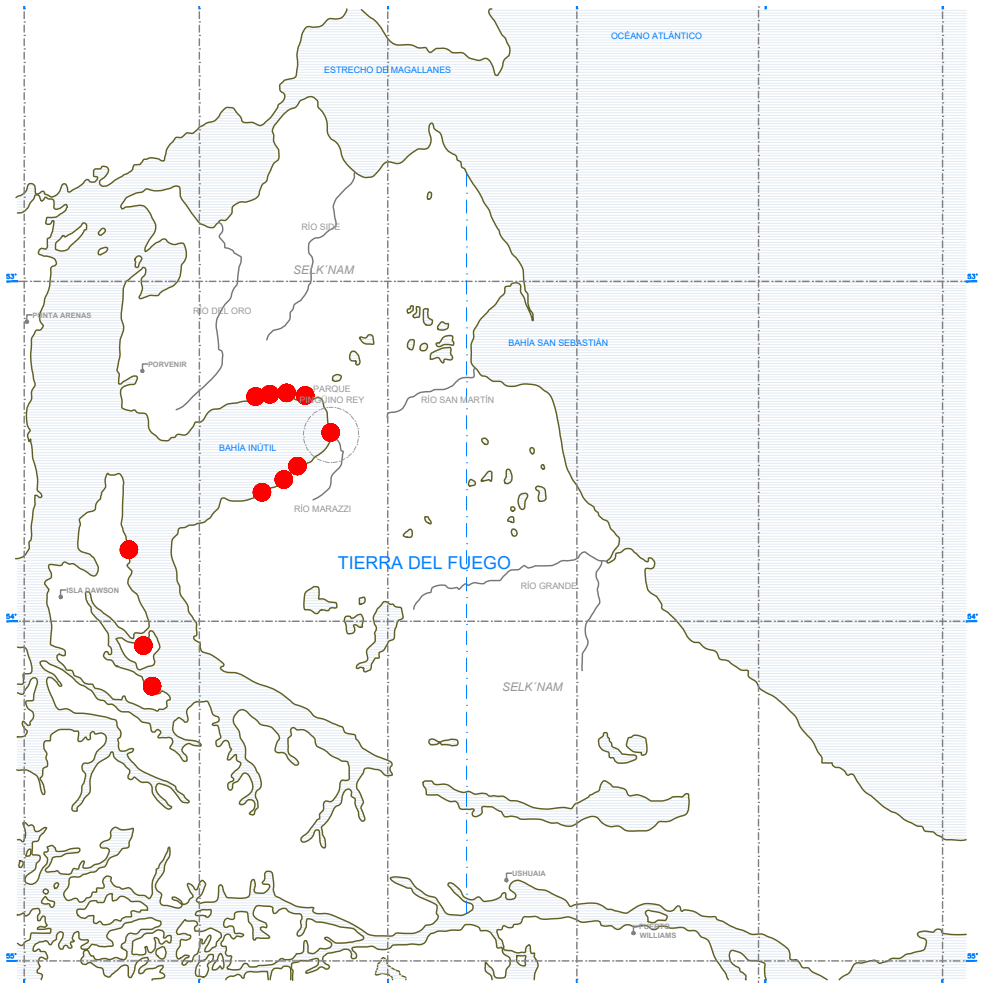 OCÉANO ATLÁNTICO
ESTRECHO DE MAGALLANES
RÍO SIDE
SELK´NAM
53°
53°
RÍO DEL ORO
PUNTA ARENAS
BAHÍA SAN SEBASTIÁN
PORVENIR
PARQUE
PINGÜINO REY
RÍO SAN MARTÍN
BAHÍA INÚTIL
RÍO MARAZZI
TIERRA DEL FUEGO
RÍO GRANDE
ISLA DAWSON
54°
54°
SELK´NAM
USHUAIA
PUERTO
WILLIAMS
55°
55°